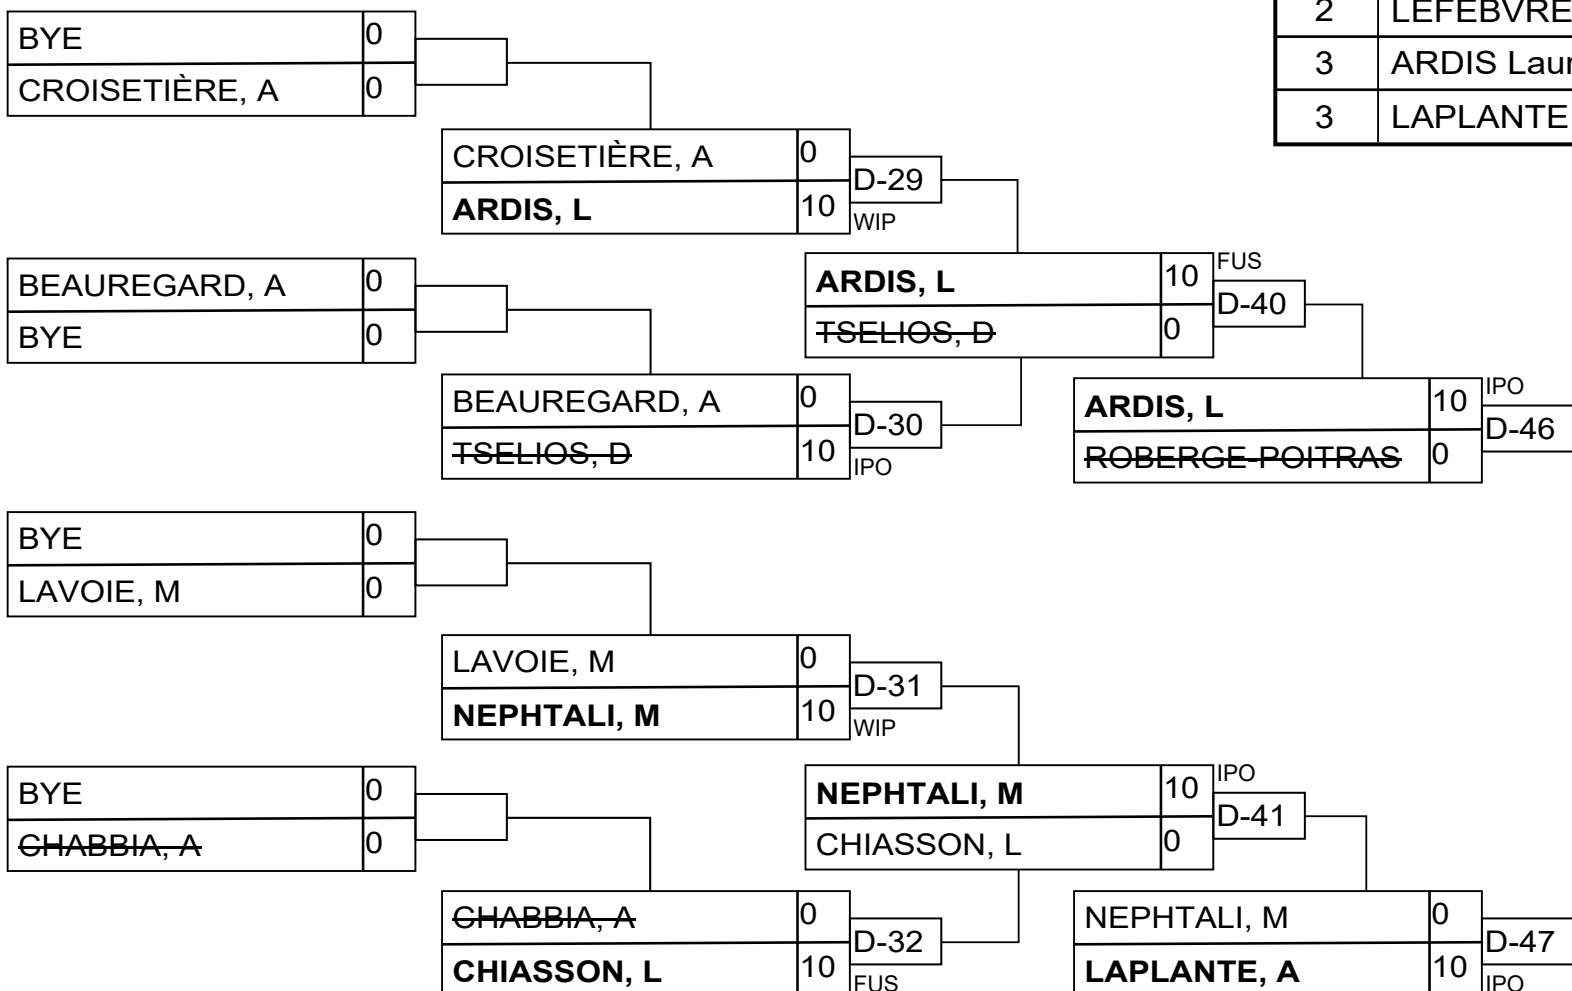 BYE 0
CROISETIÈRE, A 0
2 LEFEBVRE
3 ARDIS Laur
3 LAPLANTE
CROISETIÈRE, A 0
ARDIS, L 10
D-29
WIP
BEAUREGARD, A 0
BYE 0
ARDIS, L 10
TSELIOS, D 0
FUS
D-40
BEAUREGARD, A 0
TSELIOS, D 10
D-30
IPO
ARDIS, L 10
ROBERGE-POITRAS 0
IPO
D-46
BYE 0
LAVOIE, M 0
LAVOIE, M 0
NEPHTALI, M 10
D-31
WIP
BYE 0
CHABBIA, A 0
NEPHTALI, M 10
CHIASSON, L 0
IPO
D-41
CHABBIA, A 0
CHIASSON, L 10
D-32
FUS
NEPHTALI, M 0
LAPLANTE, A 10
D-47
IPO